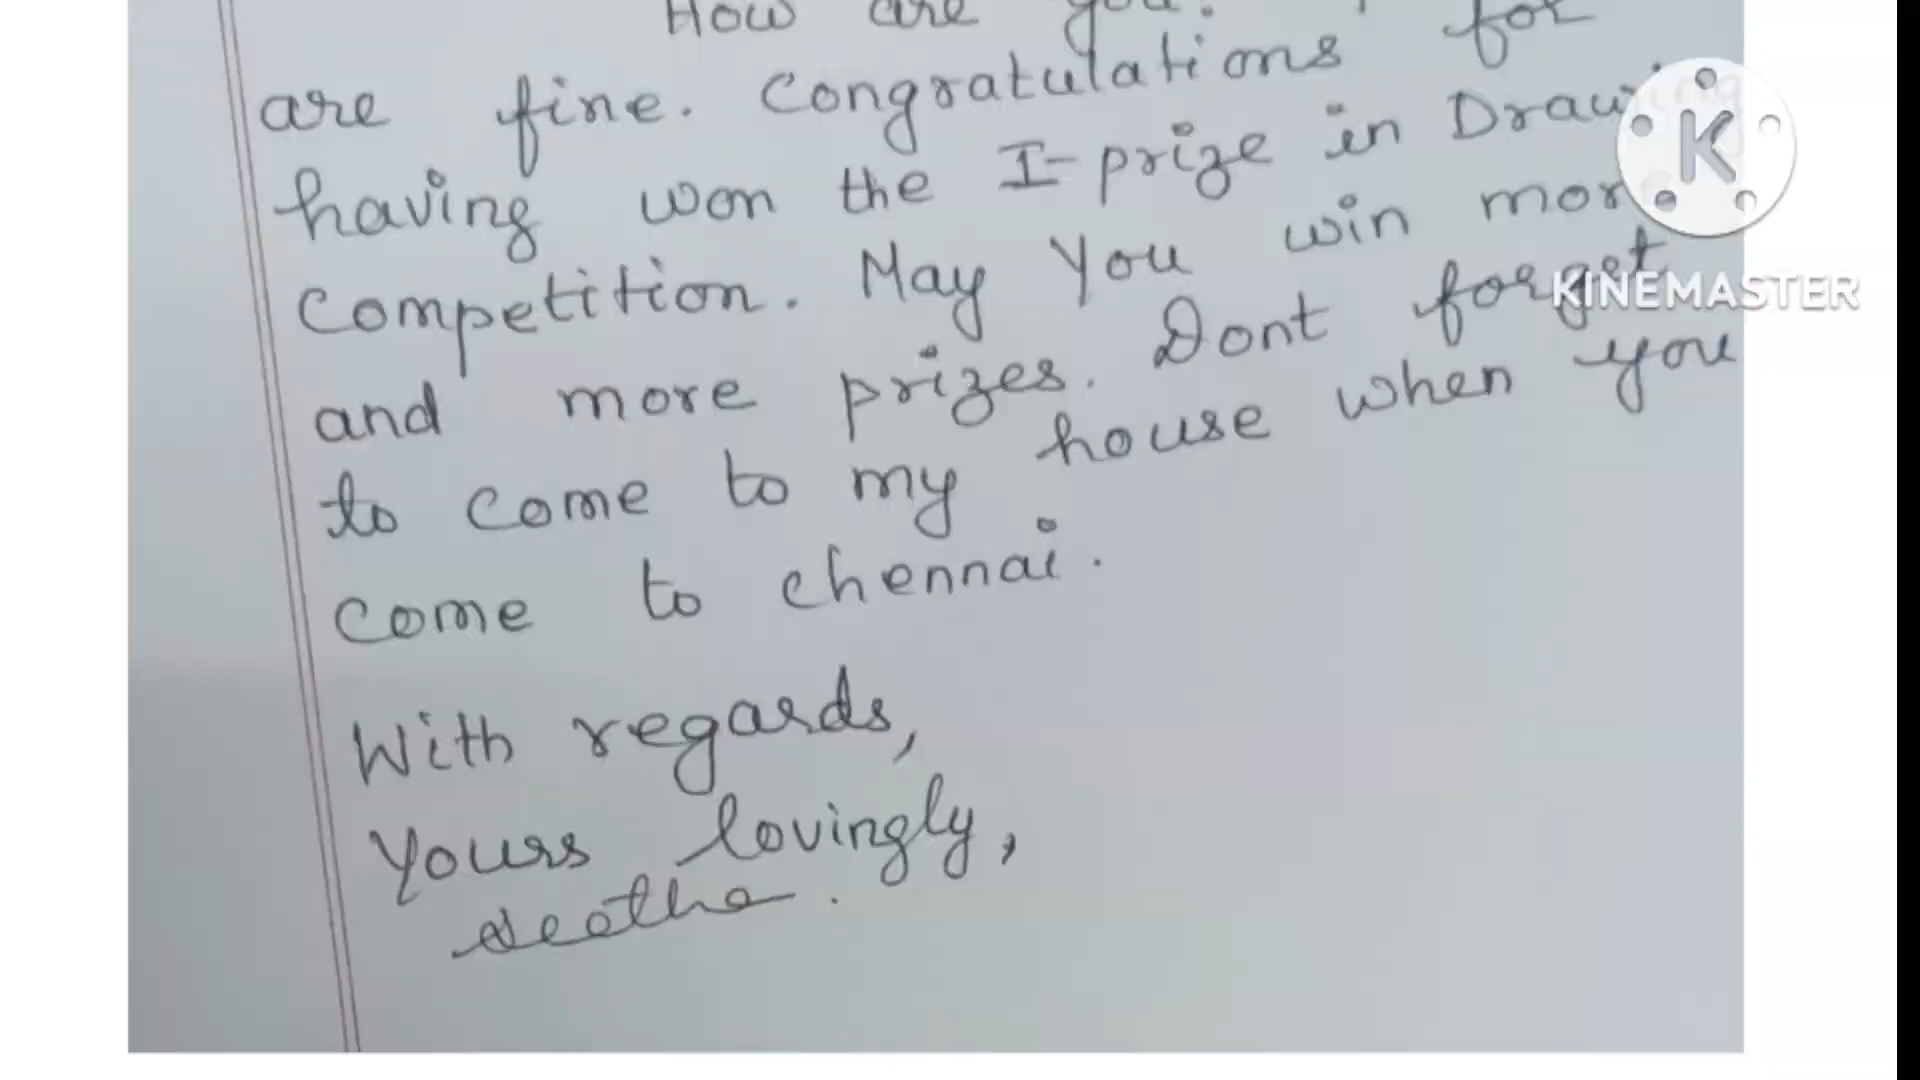 How are you?
are fine. Congratulations for
having won the I-prize in Drawing
Competition. May You win more
and more prizes. Dont forget
to come to my house when you
come to chennai.
With regards,
Yours lovingly,
Seetha.
K
KINEMASTER